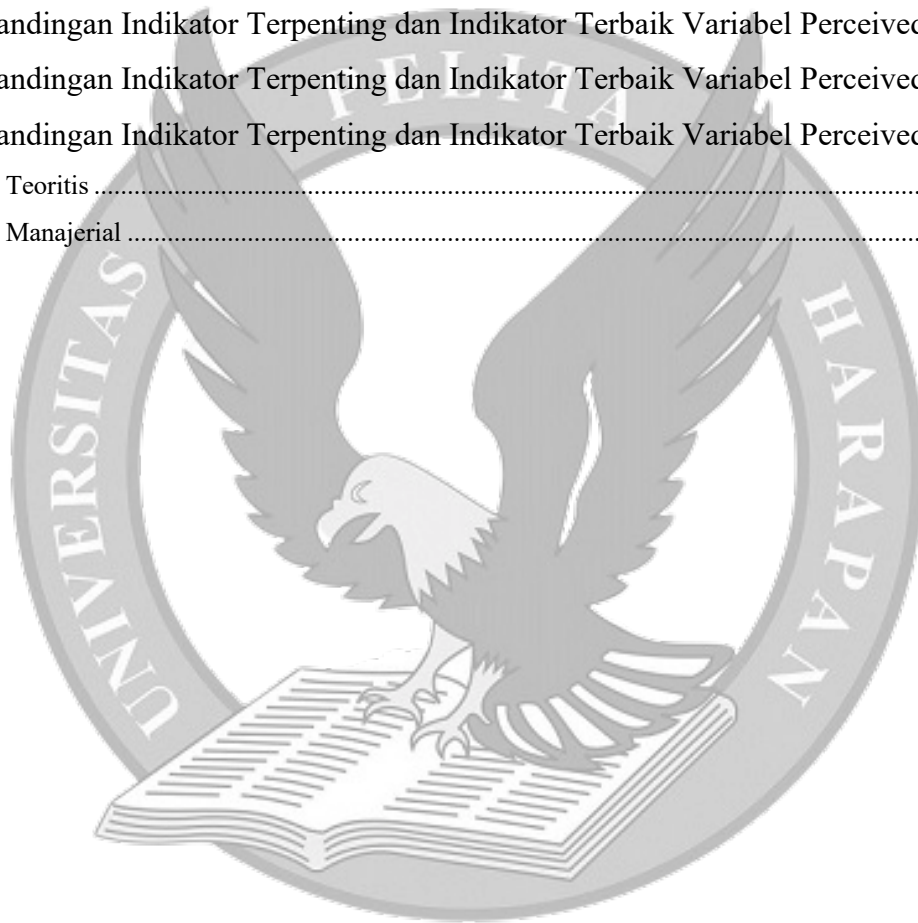 andingan Indikator Terpenting dan Indikator Terbaik Variabel Perceived
andingan Indikator Terpenting dan Indikator Terbaik Variabel Perceived
andingan Indikator Terpenting dan Indikator Terbaik Variabel Perceived
Teoritis ....................................................................................................................................
Manajerial ..............................................................................................................................
UNIVERSITAS
PELITA
HARAPAN